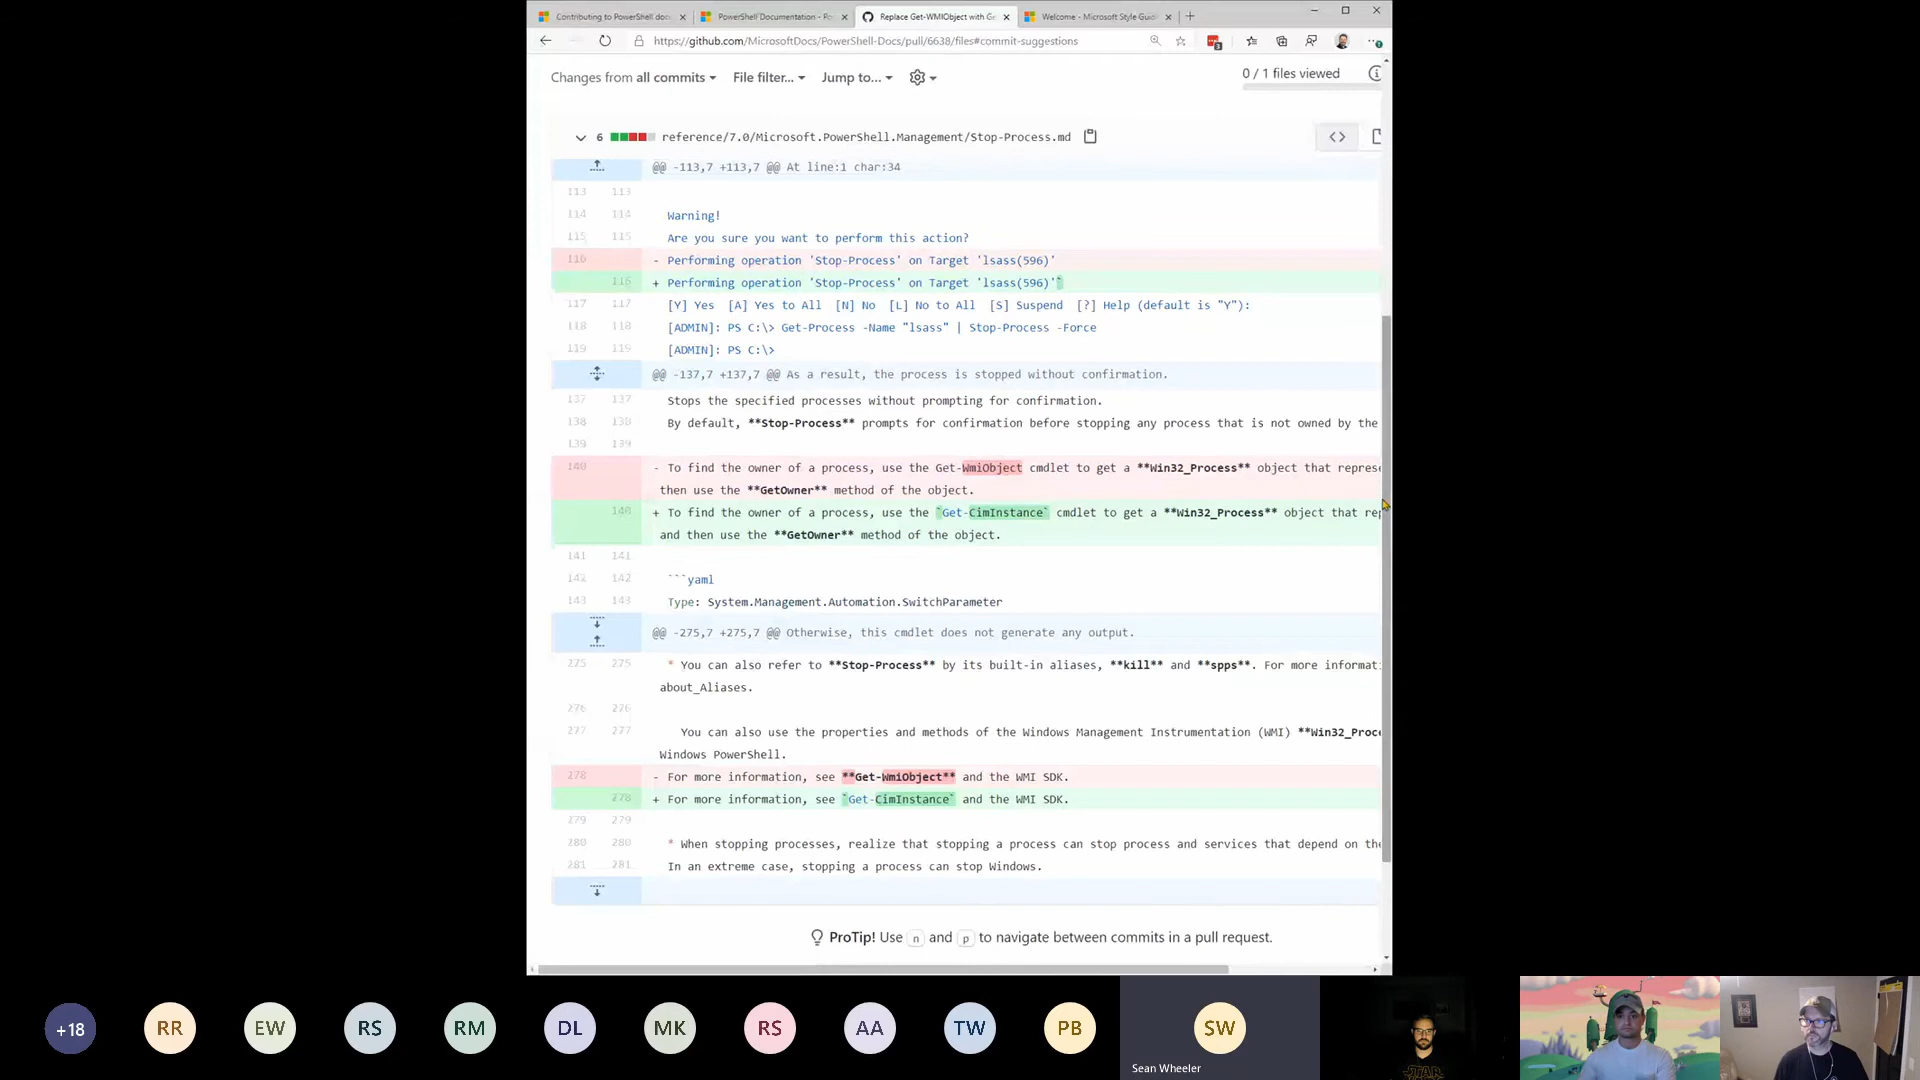 Contributing to PowerShell doc
PowerShell Documentation - Po
Replace Get-WMIObject with Ge
Welcome - Microsoft Style Guid
https://github.com/MicrosoftDocs/PowerShell-Docs/pull/6638/files#commit-suggestions
Changes from all commits
File filter...
Jump to...
0 / 1 files viewed
6 reference/7.0/Microsoft.PowerShell.Management/Stop-Process.md
@@ -113,7 +113,7 @@ At line:1 char:34
113 113
114 114 Warning!
115 115 Are you sure you want to perform this action?
116 - Performing operation 'Stop-Process' on Target 'lsass(596)'
116 + Performing operation 'Stop-Process' on Target 'lsass(596)'`
117 117 [Y] Yes [A] Yes to All [N] No [L] No to All [S] Suspend [?] Help (default is "Y"):
118 118 [ADMIN]: PS C:\> Get-Process -Name "lsass" | Stop-Process -Force
119 119 [ADMIN]: PS C:\>
@@ -137,7 +137,7 @@ As a result, the process is stopped without confirmation.
137 137 Stops the specified processes without prompting for confirmation.
138 138 By default, **Stop-Process** prompts for confirmation before stopping any process that is not owned by the
139 139
140 - To find the owner of a process, use the Get-WmiObject cmdlet to get a **Win32_Process** object that represe
then use the **GetOwner** method of the object.
140 + To find the owner of a process, use the `Get-CimInstance` cmdlet to get a **Win32_Process** object that rep
and then use the **GetOwner** method of the object.
141 141
142 142 ```yaml
143 143 Type: System.Management.Automation.SwitchParameter
@@ -275,7 +275,7 @@ Otherwise, this cmdlet does not generate any output.
275 275 * You can also refer to **Stop-Process** by its built-in aliases, **kill** and **spps**. For more informati
about_Aliases.
276 276
277 277 You can also use the properties and methods of the Windows Management Instrumentation (WMI) **Win32_Proce
Windows PowerShell.
278 - For more information, see **Get-WmiObject** and the WMI SDK.
278 + For more information, see `Get-CimInstance` and the WMI SDK.
279 279
280 280 * When stopping processes, realize that stopping a process can stop process and services that depend on the
281 281 In an extreme case, stopping a process can stop Windows.
ProTip! Use n and p to navigate between commits in a pull request.
+18 RR EW RS RM DL MK RS AA TW PB SW
Sean Wheeler
STAR